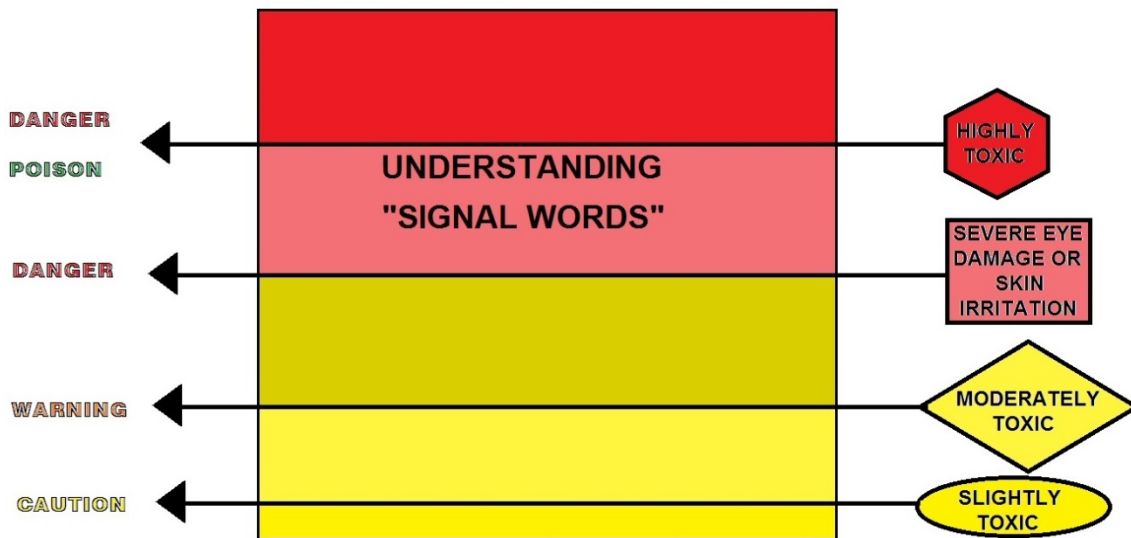 DANGER
POISON
HIGHLY
TOXIC
UNDERSTANDING
"SIGNAL WORDS"
DANGER
SEVERE EYE
DAMAGE OR
SKIN
IRRITATION
WARNING
MODERATELY
TOXIC
CAUTION
SLIGHTLY
TOXIC